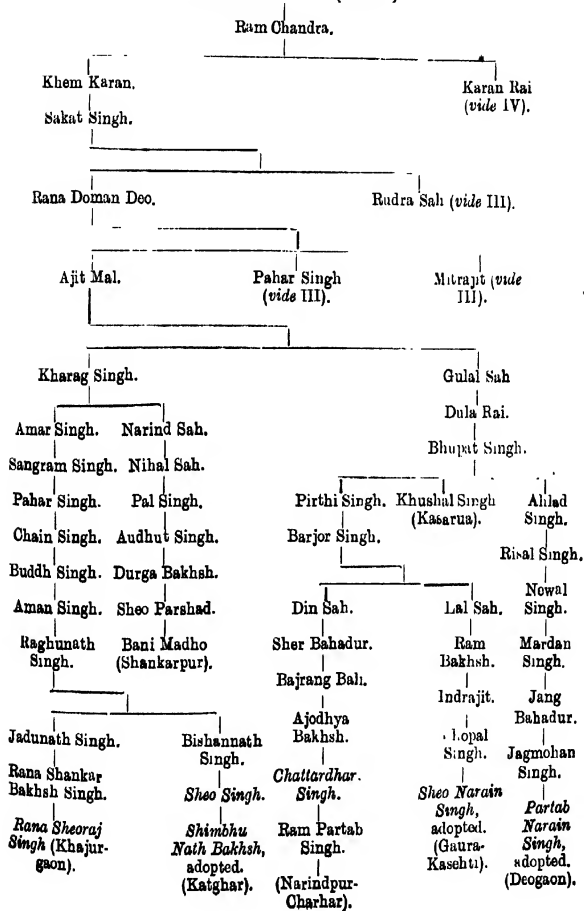 Ram Chandra.
Khem Karan. Karan Rai
(vide IV).
Sakat Singh.
Rana Doman Deo. Rudra Sah (vide III).
Ajit Mal. Pahar Singh Mitrajit (vide
(vide III). III).
Kharag Singh. Gulal Sah
Dula Rai.
Amar Singh. Narind Sah.
Bhupat Singh.
Sangram Singh. Nihal Sah.
Pahar Singh. Pal Singh. Pirthi Singh. Khushal Singh Ahlad
(Kasarua). Singh.
Chain Singh. Audhut Singh. Barjor Singh.
Risal Singh.
Buddh Singh. Durga Bakhsh.
Nowal
Aman Singh. Sheo Parshad. Din Sah. Lal Sah. Singh.
Raghunath Bani Madho Sher Bahadur. Ram Mardan
Singh. (Shankarpur). Bakhsh. Singh.
Bajrang Bali.
Indrajit. Jang
Ajodhya Bahadur.
Jadunath Singh. Bishannath Bakhsh. opal
Singh. Singh. Jagmohan
Rana Shankar Chattardhar Singh.
Bakhsh Singh. Sheo Singh. Singh. Sheo Narain
Singh, Partab
Rana Sheoraj Shimbhu Ram Partab adopted. Narain
Singh (Khajur- Nath Bakhsh, Singh. (Gaura- Singh,
gaon). adopted. Kasehti). adopted.
(Katghar). (Narindpur- (Deogaon).
Charhar).